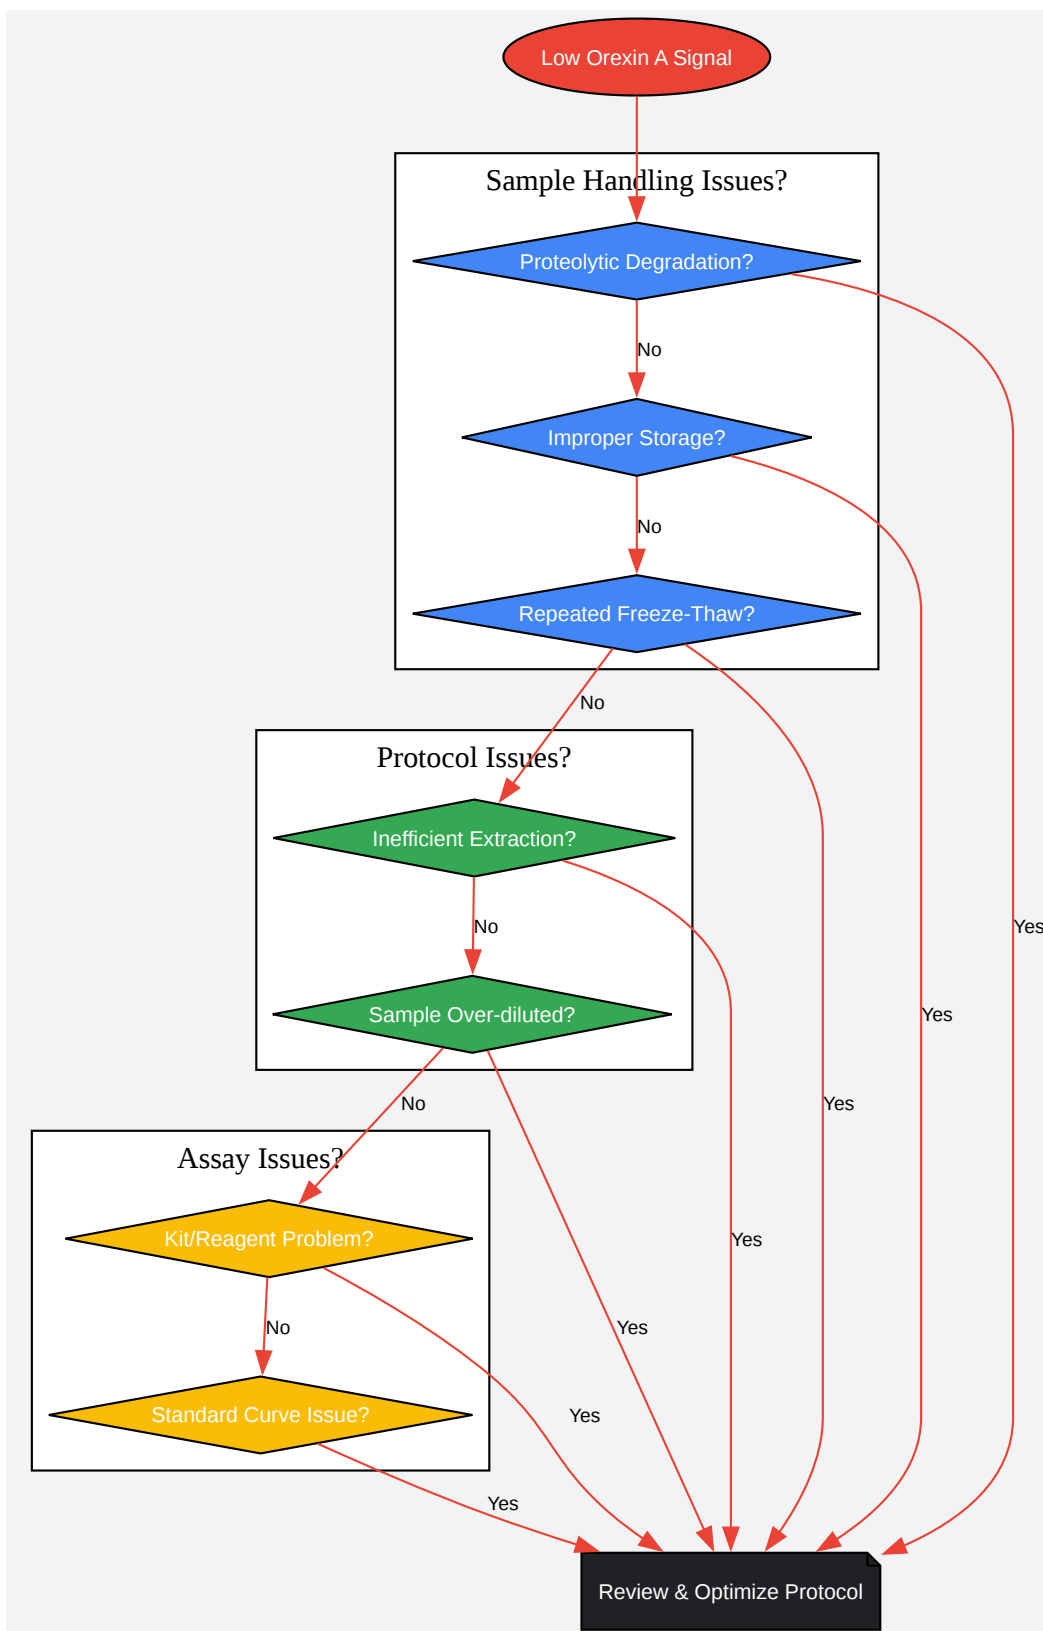 Low Orexin A Signal
Sample Handling Issues?
Proteolytic Degradation?
No
Improper Storage?
No
Repeated Freeze-Thaw?
No
Protocol Issues?
Inefficient Extraction?
No
Yes
Sample Over-diluted?
Yes
No
Yes
Assay Issues?
Kit/Reagent Problem?
Yes
No
Yes
Standard Curve Issue?
Yes
Yes
Review & Optimize Protocol